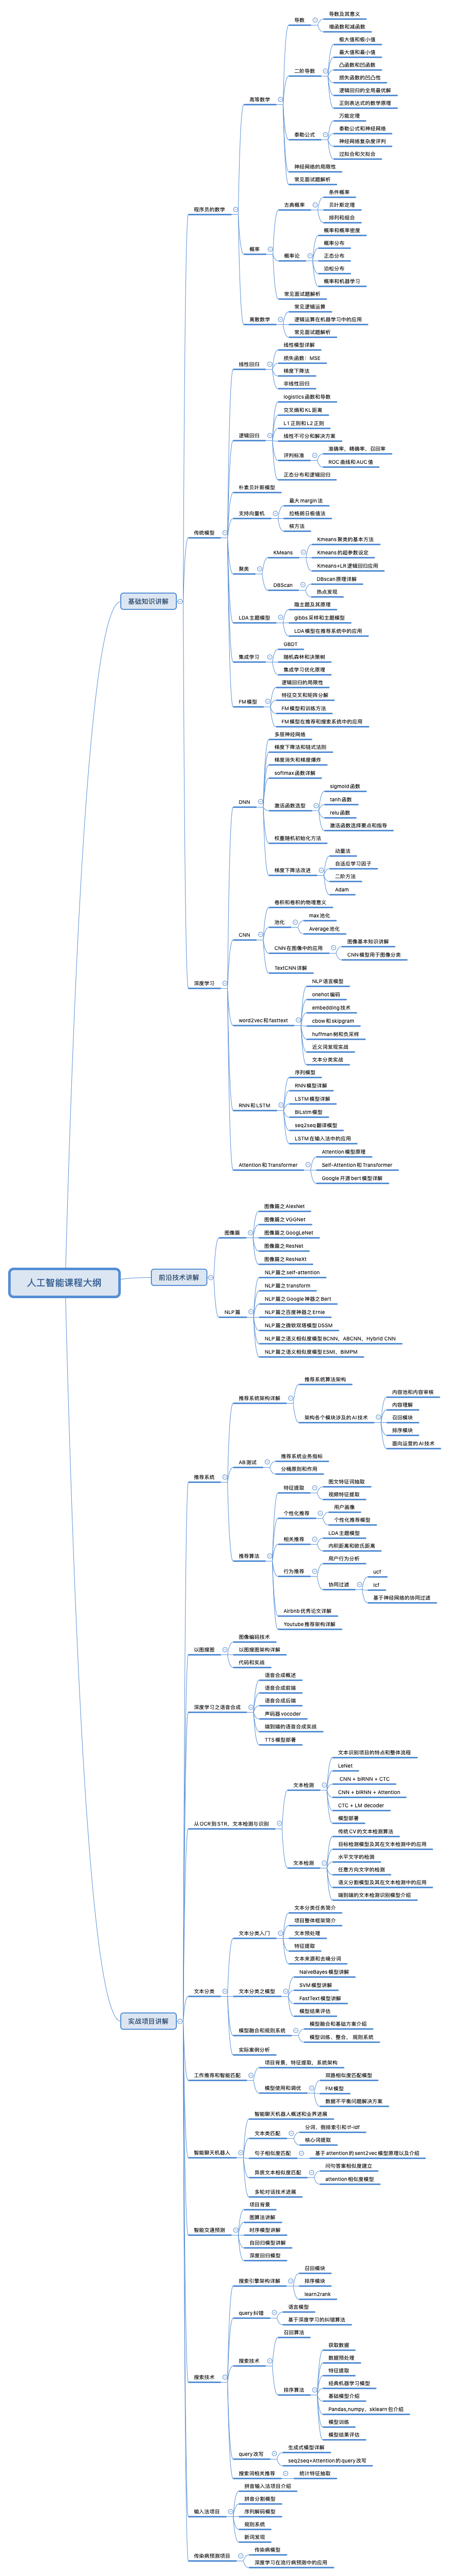 人工智能课程大纲
基础知识讲解
程序员的数学
高等数学
导数
导数及其意义
增函数和减函数
二阶导数
极大值和极小值
最大值和最小值
凸函数和凹函数
损失函数的凹凸性
逻辑回归的全局最优解
正则表达式的数学原理
泰勒公式
万能定理
泰勒公式和神经网络
神经网络复杂度评判
过拟合和欠拟合
神经网络的局限性
常见面试题解析
概率
古典概率
条件概率
贝叶斯定理
排列和组合
概率论
概率和概率密度
概率分布
正态分布
泊松分布
概率和机器学习
常见面试题解析
离散数学
常见逻辑运算
逻辑运算在机器学习中的应用
常见面试题解析
传统模型
线性回归
线性模型详解
损失函数：MSE
梯度下降法
非线性回归
逻辑回归
logistics函数和导数
交叉熵和KL距离
L1正则和L2正则
线性不可分和解决方案
评判标准
准确率，精确率，召回率
ROC曲线和AUC值
正态分布和逻辑回归
朴素贝叶斯模型
支持向量机
最大margin法
拉格朗日极值法
核方法
聚类
KMeans
Kmeans聚类的基本方法
Kmeans的超参数设定
Kmeans+LR逻辑回归应用
DBScan
DBscan原理详解
热点发现
LDA主题模型
隐主题及其原理
gibbs采样和主题模型
LDA模型在推荐系统中的应用
集成学习
GBDT
随机森林和决策树
集成学习优化原理
FM模型
逻辑回归的局限性
特征交叉和矩阵分解
FM模型和训练方法
FM模型在推荐和搜索系统中的应用
深度学习
DNN
多层神经网络
梯度下降法和链式法则
梯度消失和梯度爆炸
softmax函数详解
激活函数选型
sigmoid函数
tanh函数
relu函数
激活函数选择要点和指导
权重随机初始化方法
梯度下降法改进
动量法
自适应学习因子
二阶方法
Adam
CNN
卷积和卷积的物理意义
池化
max池化
Average池化
CNN在图像中的应用
图像基本知识讲解
CNN模型用于图像分类
TextCNN详解
word2vec和fasttext
NLP语言模型
onehot编码
embedding技术
cbow和skipgram
huffman树和负采样
近义词发现实战
文本分类实战
RNN和LSTM
序列模型
RNN模型详解
LSTM模型详解
BiLstm模型
seq2seq翻译模型
LSTM在输入法中的应用
Attention和Transformer
Attention模型原理
Self-Attention和Transformer
Google开源bert模型详解
前沿技术讲解
图像篇
图像篇之AlexNet
图像篇之VGGNet
图像篇之GoogLeNet
图像篇之ResNet
图像篇之ResNeXt
NLP篇
NLP篇之self-attention
NLP篇之transform
NLP篇之Google神器之Bert
NLP篇之百度神器之Ernie
NLP篇之微软双塔模型DSSM
NLP篇之语义相似度模型BCNN、ABCNN、Hybrid CNN
NLP篇之语义相似度模型ESMI、BIMPM
实战项目讲解
推荐系统
推荐系统架构详解
推荐系统算法架构
架构各个模块涉及的AI技术
内容池和内容审核
内容理解
召回模块
排序模块
面向运营的AI技术
AB测试
推荐系统业务指标
分桶原则和作用
推荐算法
特征提取
图文特征词抽取
视频特征提取
个性化推荐
用户画像
个性化推荐模型
相关推荐
LDA主题模型
内积距离和欧氏距离
行为推荐
用户行为分析
协同过滤
ucf
icf
基于神经网络的协同过滤
Airbnb优秀论文详解
Youtube推荐架构详解
以图搜图
图像编码技术
以图搜图架构详解
代码和实战
深度学习之语音合成
语音合成概述
语音合成前端
语音合成后端
声码器vocoder
端到端的语音合成实战
TTS模型部署
从OCR到STR，文本检测与识别
文本检测
文本识别项目的特点和整体流程
LeNet
CNN + biRNN + CTC
CNN + biRNN + Attention
CTC + LM decoder
模型部署
文本检测
传统CV的文本检测算法
目标检测模型及其在文本检测中的应用
水平文字的检测
任意方向文字的检测
语义分割模型及其在文本检测中的应用
端到端的文本检测识别模型介绍
文本分类
文本分类入门
文本分类任务简介
项目整体框架简介
文本预处理
特征提取
文本来源和去噪分词
文本分类之模型
NaiveBayes模型讲解
SVM模型讲解
FastText模型讲解
模型结果评估
模型融合和规则系统
模型融合和基础方案介绍
模型训练、整合，规则系统
实际案例分析
工作推荐和智能匹配
项目背景，特征提取，系统架构
模型使用和调优
双路相似度匹配模型
FM模型
数据不平衡问题解决方案
智能聊天机器人
智能聊天机器人概述和业界进展
文本类匹配
分词、倒排索引和tf-idf
核心词提取
句子相似度匹配
基于attention的sent2vec模型原理以及介绍
异质文本相似度匹配
问句答案相似度建立
attention相似度模型
多轮对话技术进展
智能交通预测
项目背景
图算法讲解
时序模型讲解
自回归模型讲解
深度回归模型
搜索技术
搜索引擎架构详解
召回模块
排序模块
learn2rank
query纠错
语言模型
基于深度学习的纠错算法
搜索技术
召回算法
排序算法
获取数据
数据预处理
特征提取
经典机器学习模型
基础模型介绍
Pandas,numpy、sklearn包介绍
模型训练
模型结果评估
query改写
生成式模型详解
seq2seq+Attention的query改写
搜索词相关推荐
统计特征抽取
输入法项目
拼音输入法项目介绍
拼音分割模型
序列解码模型
规则系统
新词发现
传染病预测项目
传染病模型
深度学习在流行病预测中的应用